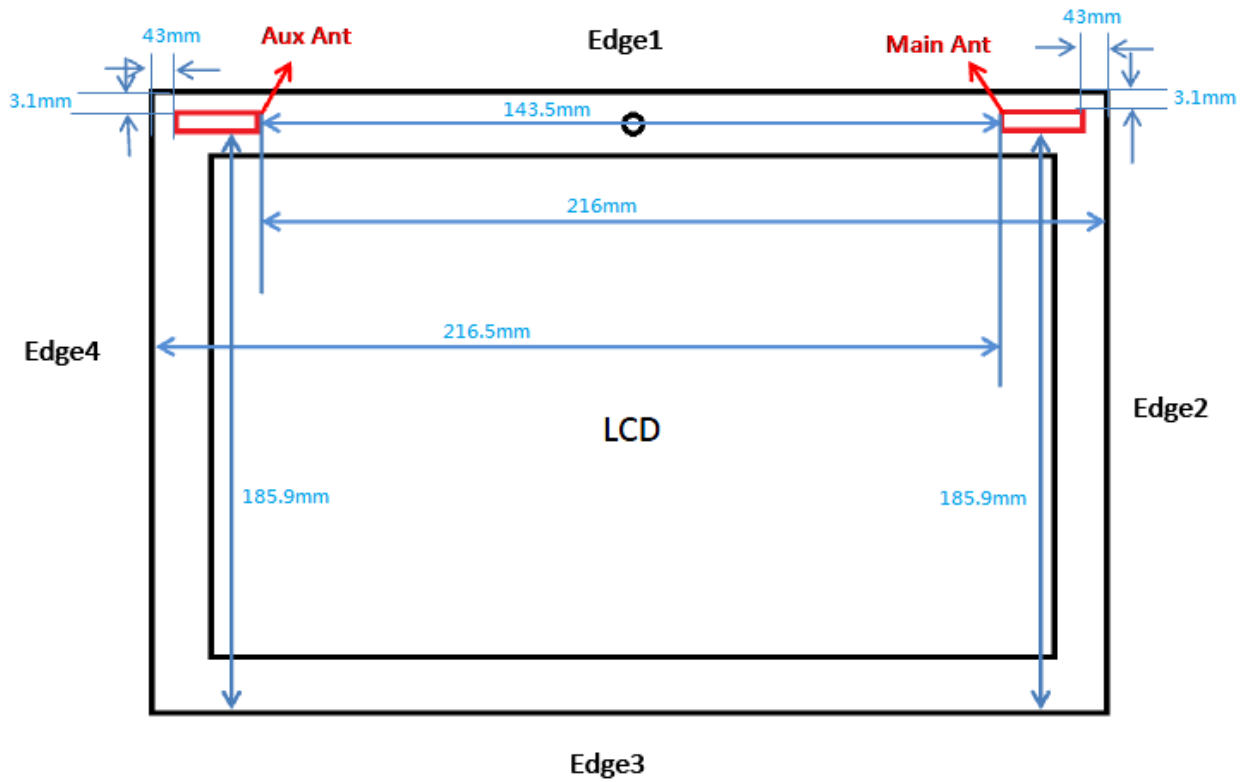 43mm
Aux Ant
Edge1
Main Ant
43mm
3.1mm
143.5mm
3.1mm
216mm
216.5mm
Edge4
Edge2
LCD
185.9mm
185.9mm
Edge3